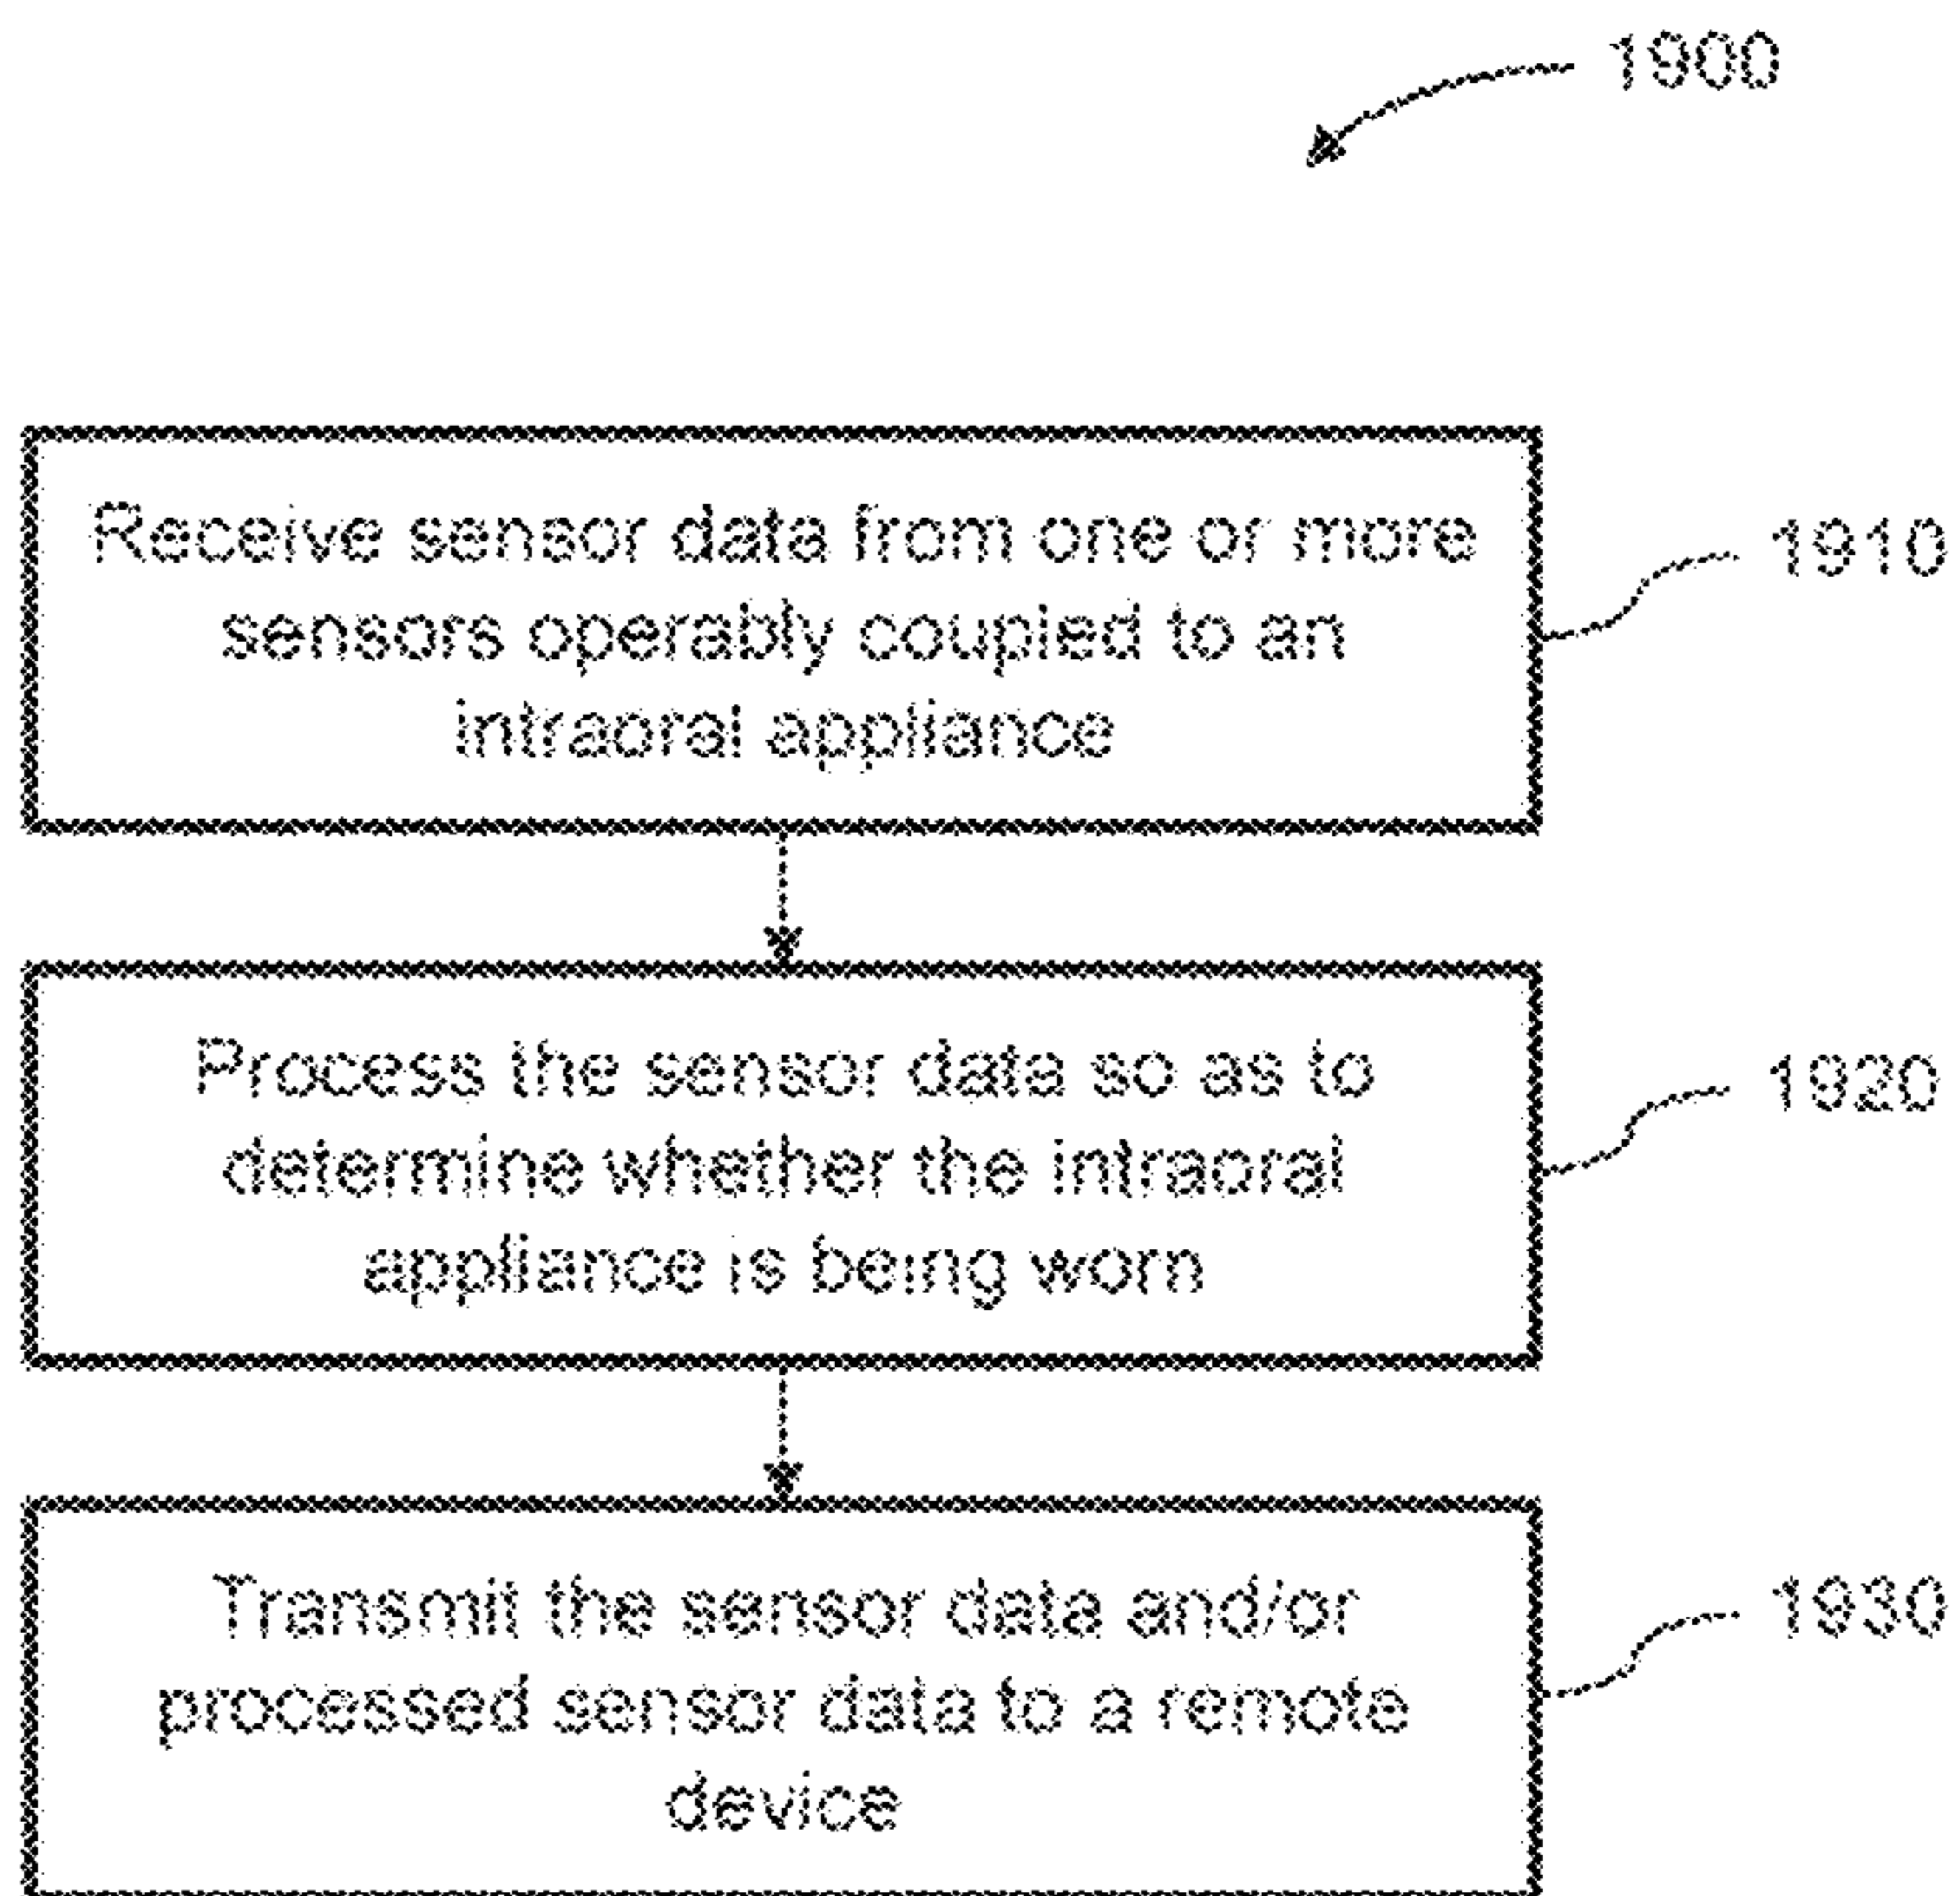 1900
Receive sensor data from one or more
sensors operably coupled to an
intraoral appliance
1910
Process the sensor data so as to
determine whether the intraoral
appliance is being worn
1920
Transmit the sensor data and/or
processed sensor data to a remote
device
1930